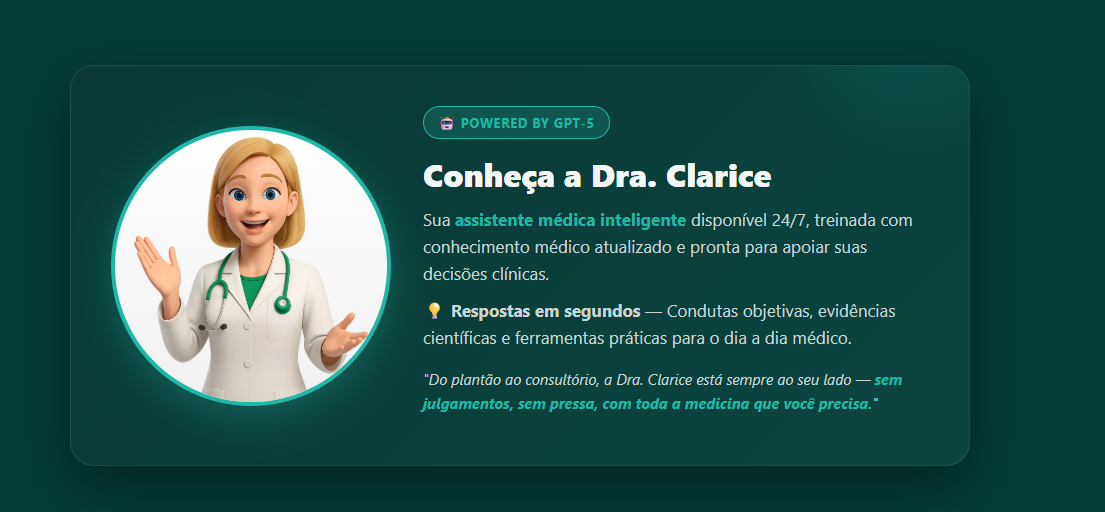 POWERED BY GPT-5
Conheça a Dra. Clarice
Sua assistente médica inteligente disponível 24/7, treinada com
conhecimento médico atualizado e pronta para apoiar suas
decisões clínicas.
💡 Respostas em segundos — Condutas objetivas, evidências
científicas e ferramentas práticas para o dia a dia médico.
"Do plantão ao consultório, a Dra. Clarice está sempre ao seu lado — sem
julgamentos, sem pressa, com toda a medicina que você precisa."